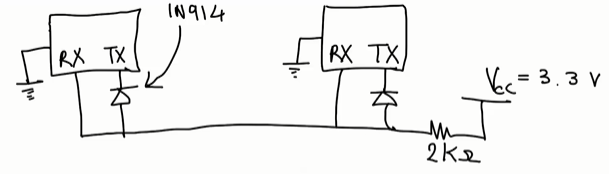 1N914
RX TX
RX TX
Vcc = 3.3 V
2KΩ